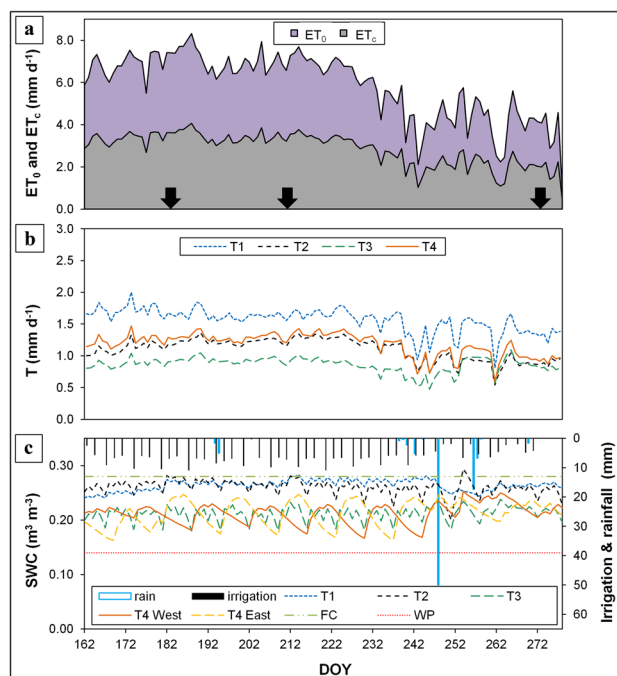 a
ET0 ETc
8.0
6.0
4.0
2.0
0.0
ET0 and ETc (mm d-1)
b
T1 T2 T3 T4
3.0
2.5
2.0
1.5
1.0
0.5
0.0
T (mm d-1)
c
0.30
0.20
0.10
0.00
SWC (m3 m-3)
0
10
20
30
40
50
60
Irrigation & rainfall (mm)
rain irrigation T1 T2 T3
T4 West T4 East FC WP
162 172 182 192 202 212 222 232 242 252 262 272
DOY